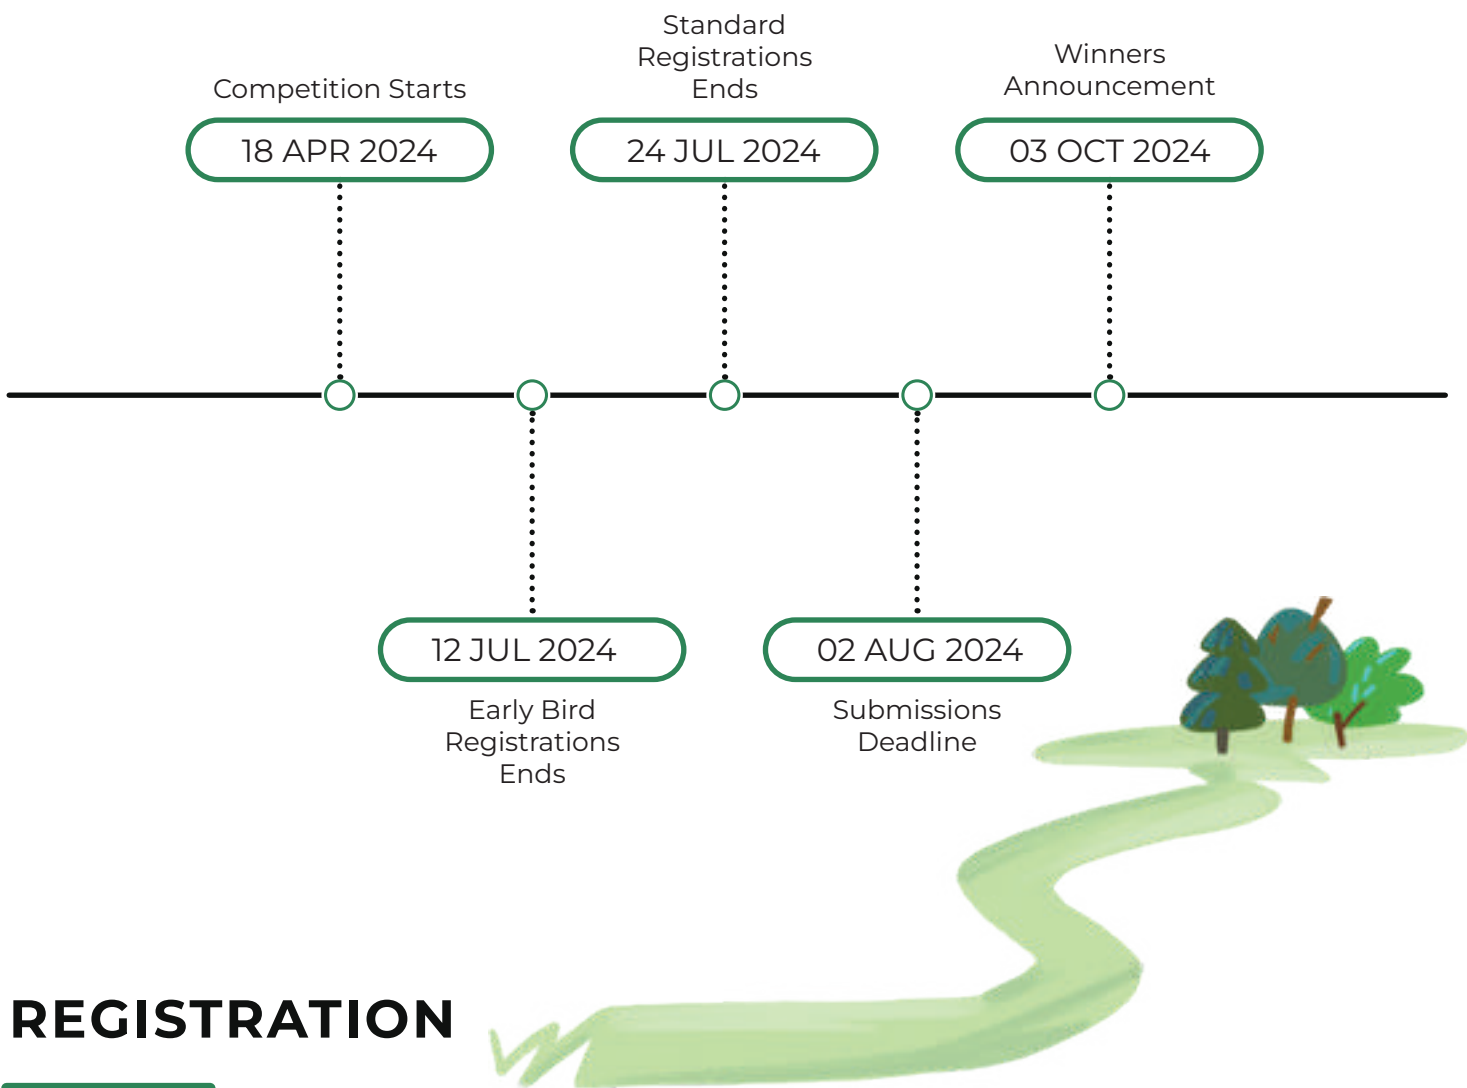 Competition Starts
18 APR 2024
Standard
Registrations
Ends
24 JUL 2024
Winners
Announcement
03 OCT 2024
12 JUL 2024
Early Bird
Registrations
Ends
02 AUG 2024
Submissions
Deadline
REGISTRATION